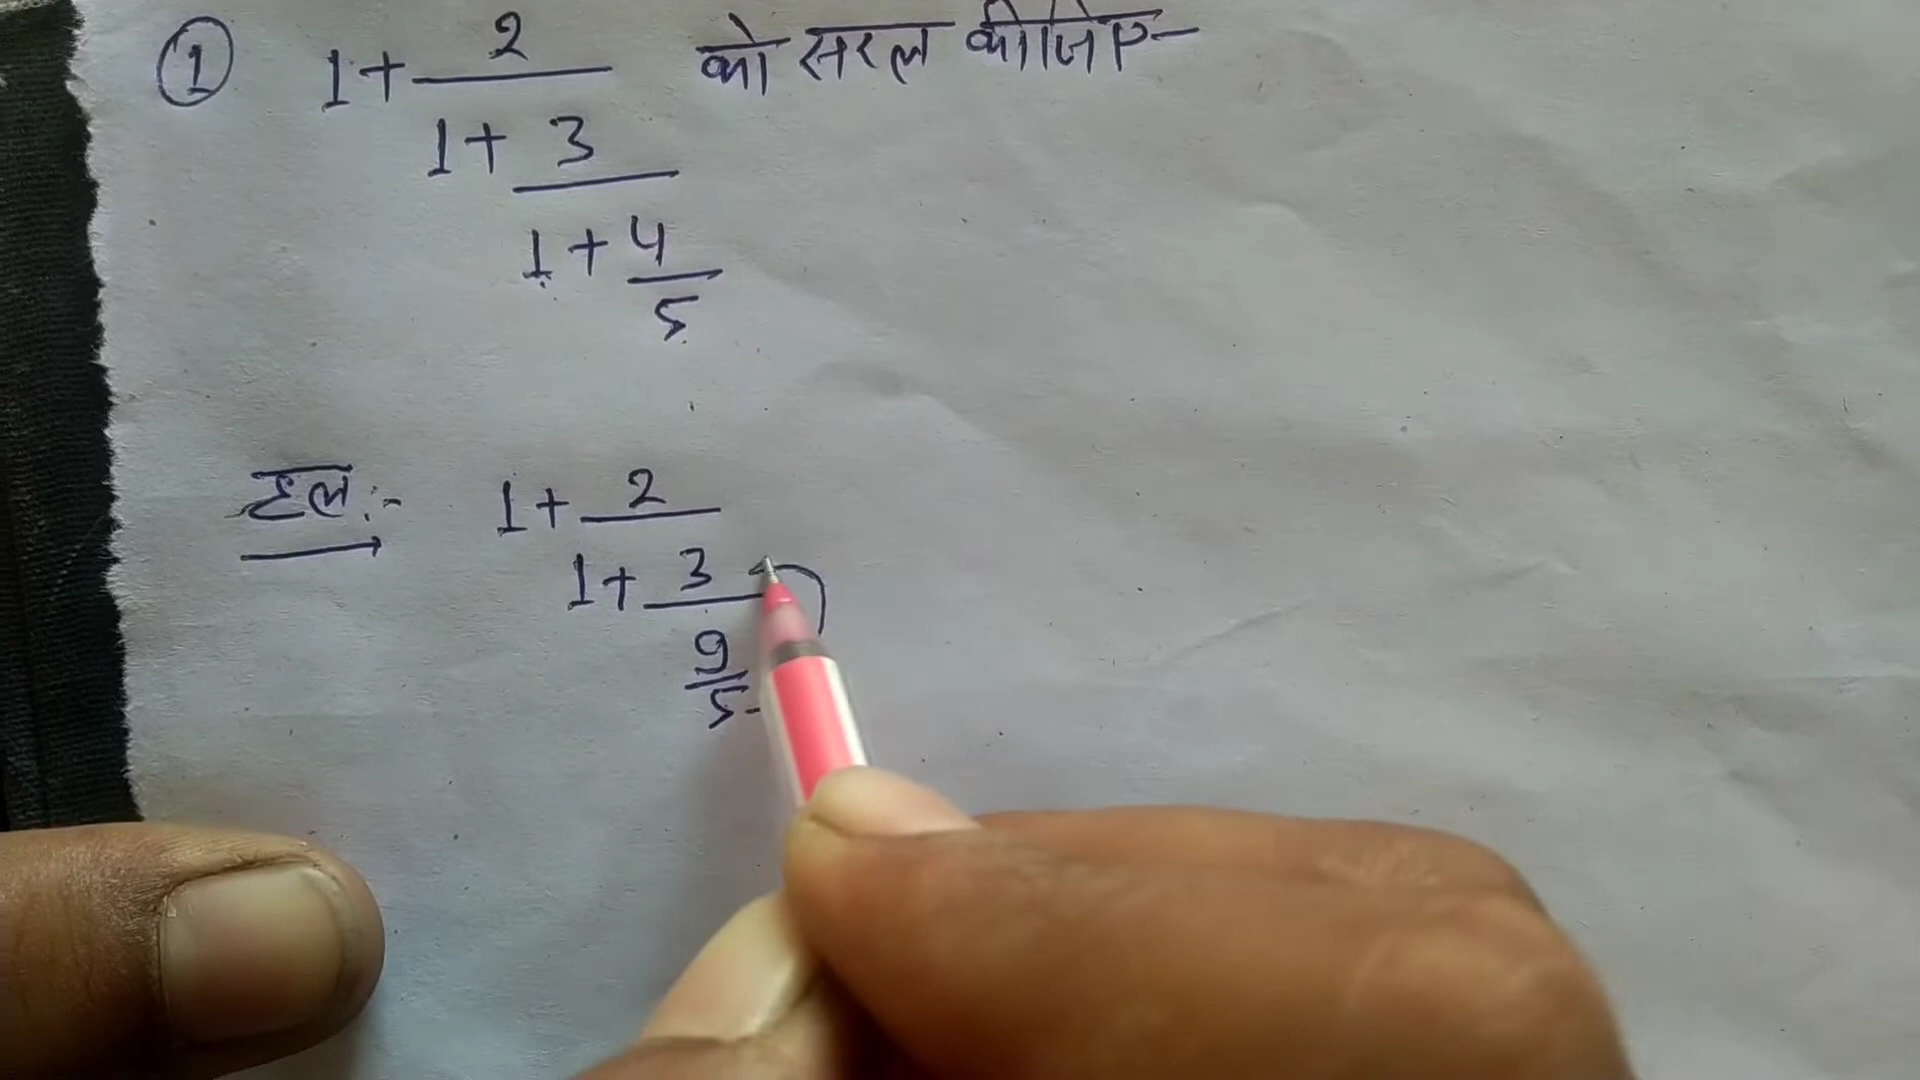 ① 1 + 2 को सरल कीजिए-
1 + 3
1 + 4
5
हल:- 1 + 2
1 + 3
9
5